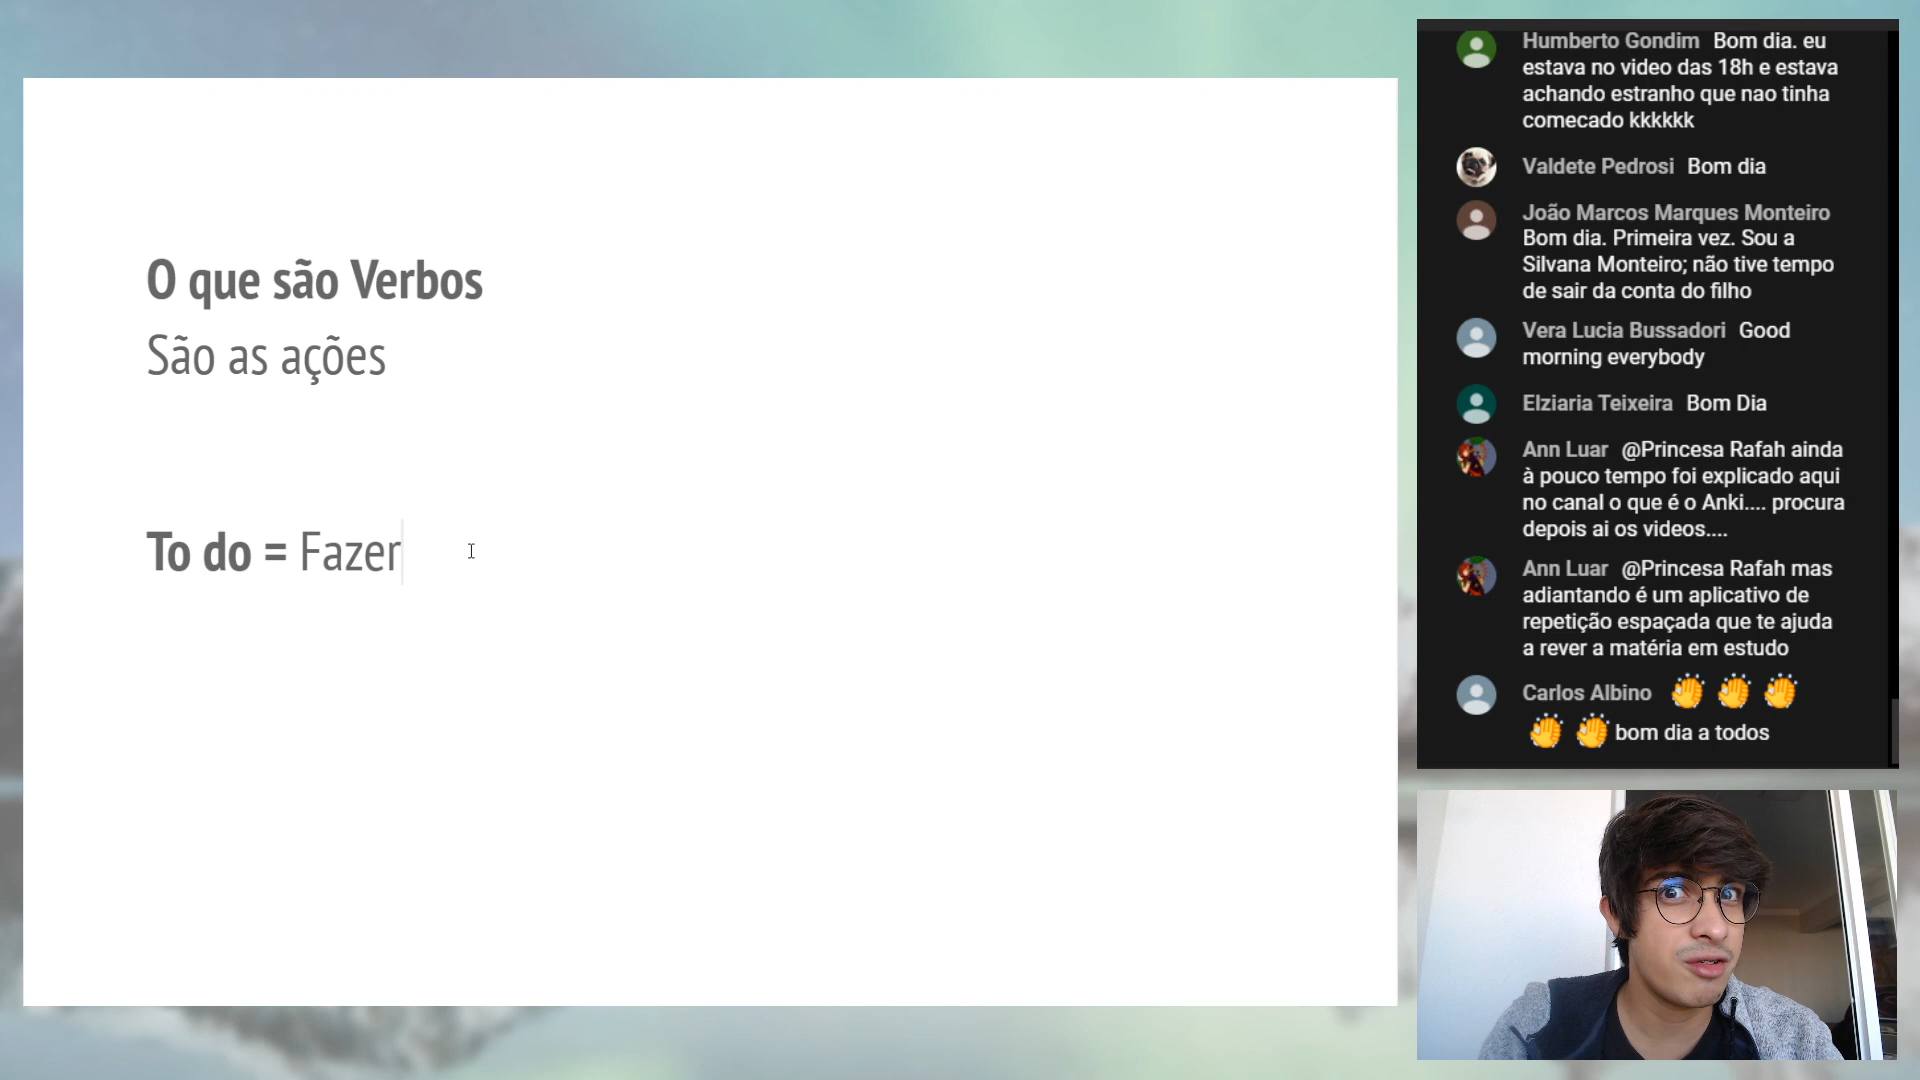 O que são Verbos
São as ações
To do = Fazer
Humberto Gondim Bom dia. eu
estava no video das 18h e estava
achando estranho que nao tinha
comecado kkkkkk
Valdete Pedrosi Bom dia
João Marcos Marques Monteiro
Bom dia. Primeira vez. Sou a
Silvana Monteiro; não tive tempo
de sair da conta do filho
Vera Lucia Bussadori Good
morning everybody
Elziaria Teixeira Bom Dia
Ann Luar @Princesa Rafah ainda
à pouco tempo foi explicado aqui
no canal o que é o Anki.... procura
depois ai os videos....
Ann Luar @Princesa Rafah mas
adiantando é um aplicativo de
repetição espaçada que te ajuda
a rever a matéria em estudo
Carlos Albino 👏 👏 👏
👏 👏 bom dia a todos